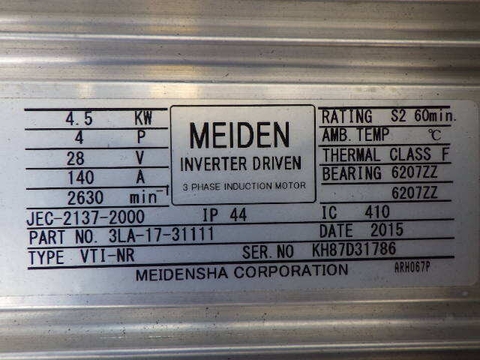 4.5 KW
4 P
28 V
140 A
2630 min⁻¹
MEIDEN
INVERTER DRIVEN
3 PHASE INDUCTION MOTOR
RATING S2 60min.
AMB. TEMP ℃
THERMAL CLASS F
BEARING 6207ZZ
6207ZZ
JEC-2137-2000 IP 44 IC 410
PART NO. 3LA-17-31111 DATE 2015
TYPE VTI-NR SER.NO KH87D31786
MEIDENSHA CORPORATION ARH067P